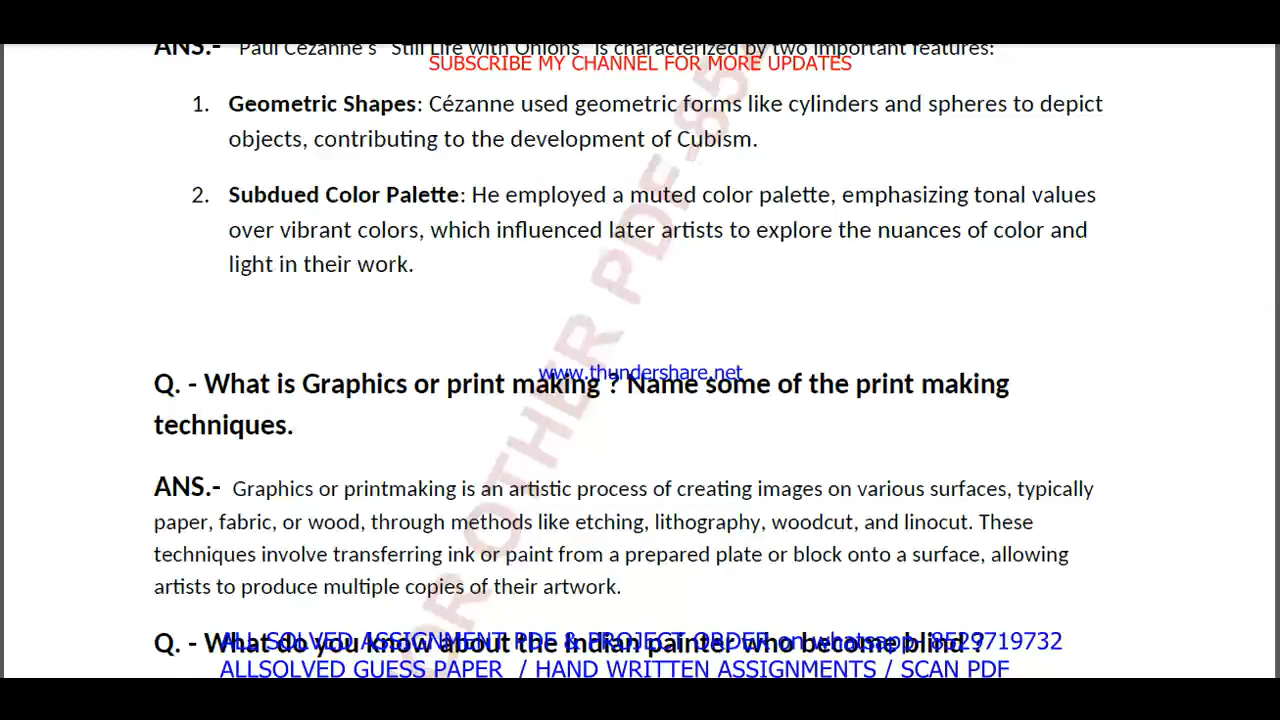 ANS.- Paul Cezanne's "Still Life with Onions" is characterized by two important features:
SUBSCRIBE MY CHANNEL FOR MORE UPDATES
1. Geometric Shapes: Cézanne used geometric forms like cylinders and spheres to depict
objects, contributing to the development of Cubism.
2. Subdued Color Palette: He employed a muted color palette, emphasizing tonal values
over vibrant colors, which influenced later artists to explore the nuances of color and
light in their work.
www.thundershare.net
Q. - What is Graphics or print making ? Name some of the print making
techniques.
ANS.- Graphics or printmaking is an artistic process of creating images on various surfaces, typically
paper, fabric, or wood, through methods like etching, lithography, woodcut, and linocut. These
techniques involve transferring ink or paint from a prepared plate or block onto a surface, allowing
artists to produce multiple copies of their artwork.
Q. - What do you know about the Indian painter who become blind ?
ALL SOLVED ASSIGNMENT PDF & PROJECT ORDER on whatsapp- 8529719732
ALLSOLVED GUESS PAPER / HAND WRITTEN ASSIGNMENTS / SCAN PDF
OR OTHER PDF-85